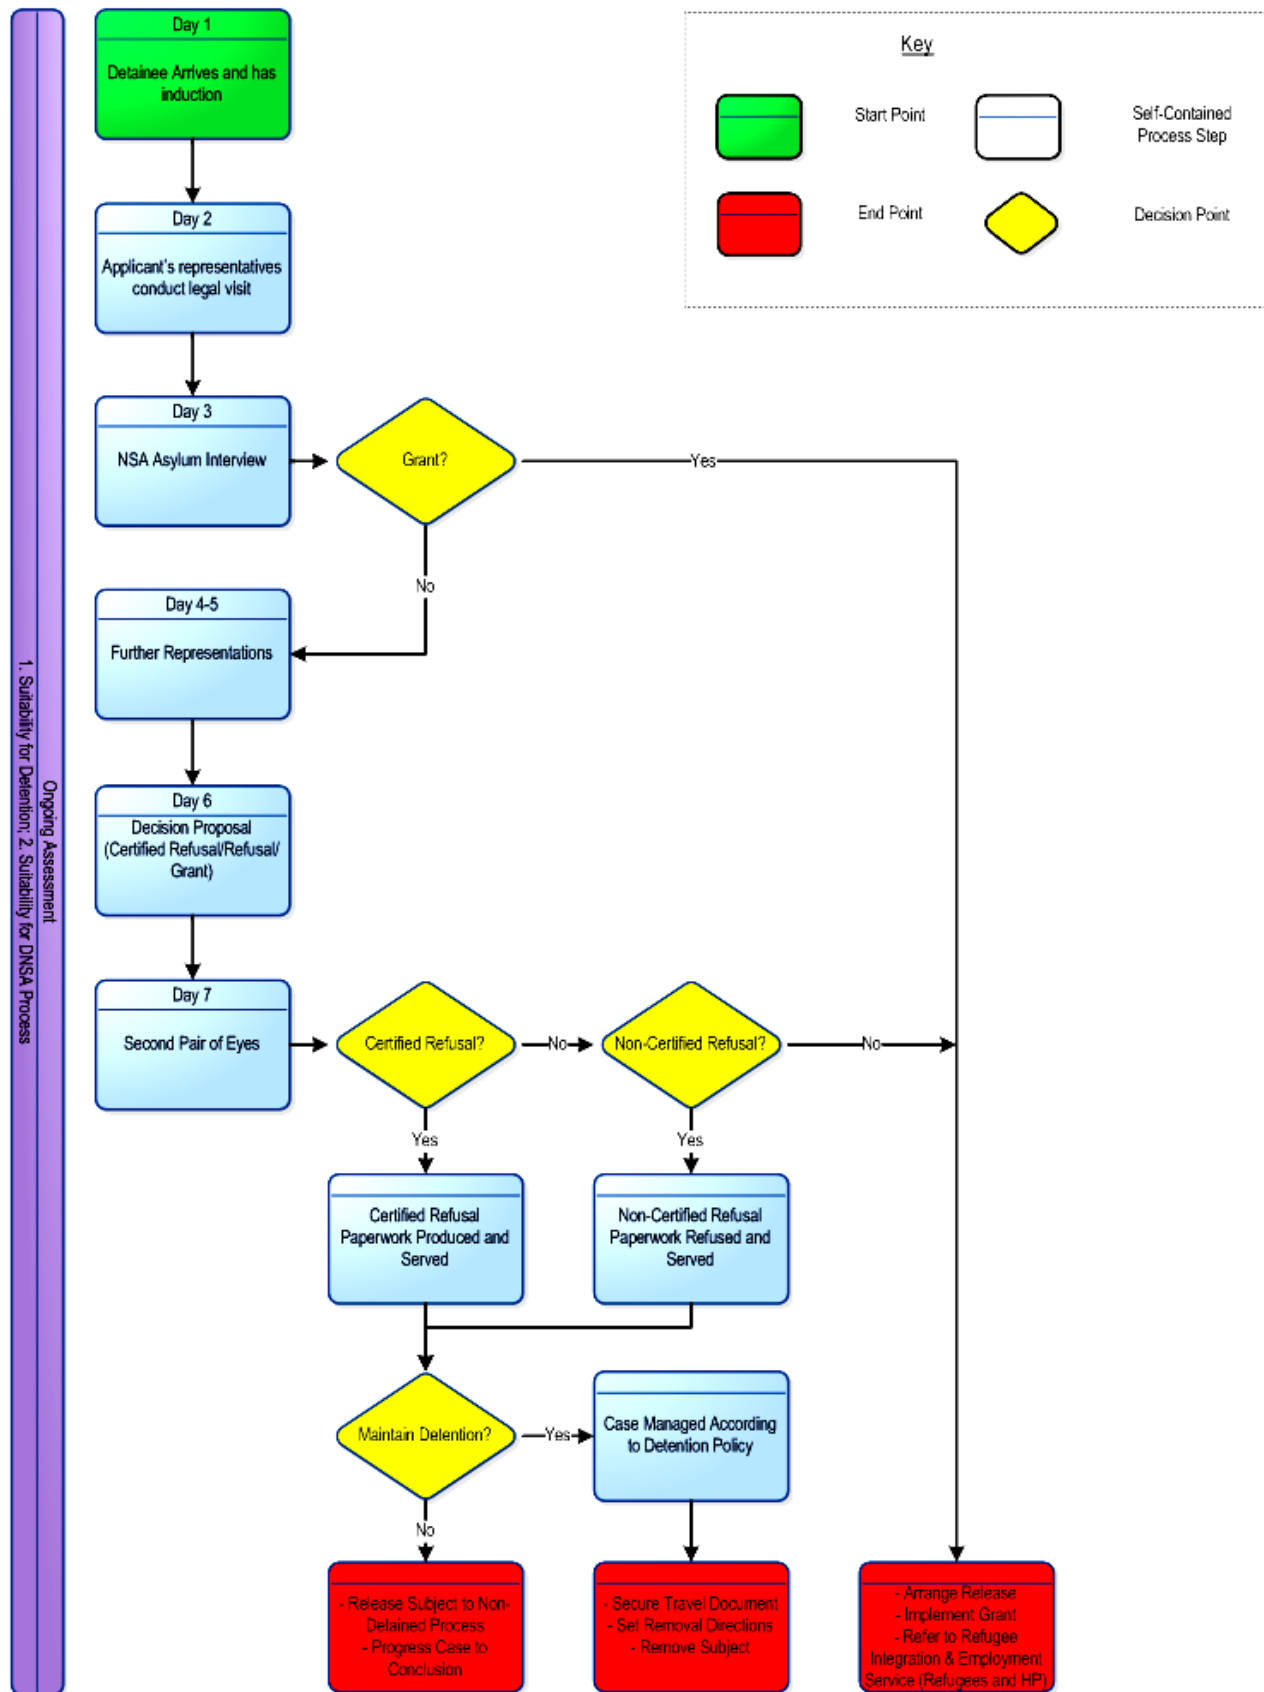 Day 1
Detainee Arrives and has
induction
Key
Start Point
Self-Contained
Process Step
End Point
Decision Point
Day 2
Applicant's representatives
conduct legal visit
Day 3
NSA Asylum Interview
Grant?
Yes
No
Day 4-5
Further Representations
Ongoing Assessment
1. Suitability for Detention; 2. Suitability for DNSA Process
Day 6
Decision Proposal
(Certified Refusal/Refusal/
Grant)
Day 7
Second Pair of Eyes
Certified Refusal?
No
Non-Certified Refusal?
No
Yes
Yes
Certified Refusal
Paperwork Produced and
Served
Non-Certified Refusal
Paperwork Refused and
Served
Maintain Detention?
Yes
Case Managed According
to Detention Policy
No
- Release Subject to Non-
Detained Process
- Progress Case to
Conclusion
- Secure Travel Document
- Set Removal Directions
- Remove Subject
- Arrange Release
- Implement Grant
- Refer to Refugee
Integration & Employment
Service (Refugees and HP)